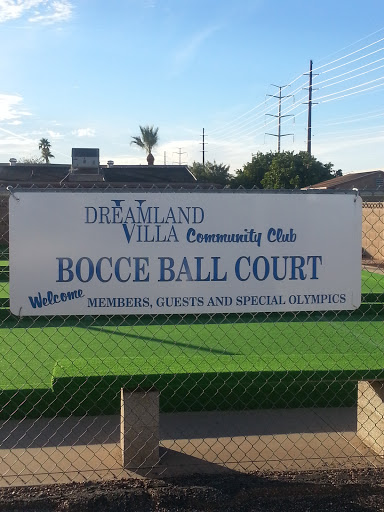 DREAMLAND
VILLA Community Club
BOCCE BALL COURT
Welcome MEMBERS, GUESTS AND SPECIAL OLYMPICS